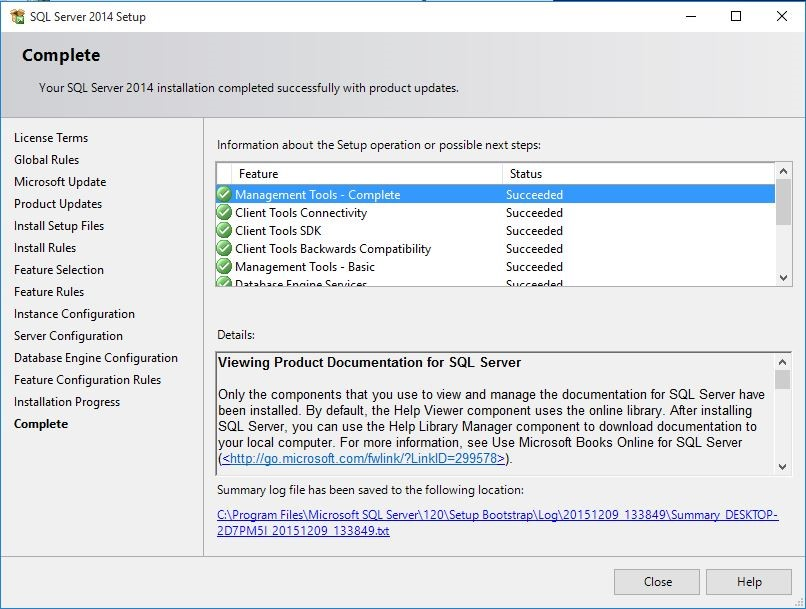 SQL Server 2014 Setup
Complete
Your SQL Server 2014 installation completed successfully with product updates.
License Terms
Global Rules
Microsoft Update
Product Updates
Install Setup Files
Install Rules
Feature Selection
Feature Rules
Instance Configuration
Server Configuration
Database Engine Configuration
Feature Configuration Rules
Installation Progress
Complete
Information about the Setup operation or possible next steps:
Feature Status
Management Tools - Complete Succeeded
Client Tools Connectivity Succeeded
Client Tools SDK Succeeded
Client Tools Backwards Compatibility Succeeded
Management Tools - Basic Succeeded
Database Engine Services Succeeded
Details:
Viewing Product Documentation for SQL Server
Only the components that you use to view and manage the documentation for SQL Server have
been installed. By default, the Help Viewer component uses the online library. After installing
SQL Server, you can use the Help Library Manager component to download documentation to
your local computer. For more information, see Use Microsoft Books Online for SQL Server
(<http://go.microsoft.com/fwlink/?LinkID=299578>).
Summary log file has been saved to the following location:
C:\Program Files\Microsoft SQL Server\120\Setup Bootstrap\Log\20151209_133849\Summary_DESKTOP-
2D7PM5I_20151209_133849.txt
Close Help